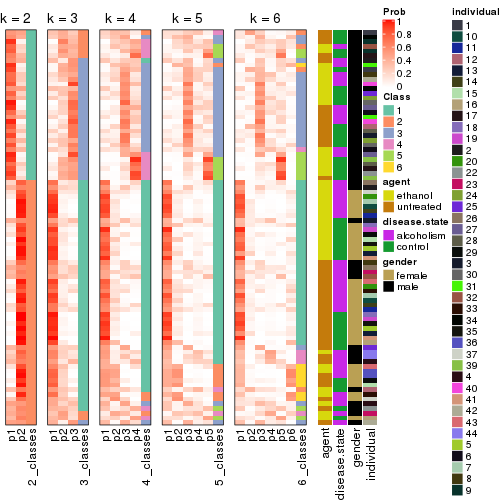 k = 2
k = 3
k = 4
k = 5
k = 6
p1
p2
2_classes
p1
p2
p3
3_classes
p1
p2
p3
p4
4_classes
p1
p2
p3
p4
p5
5_classes
p1
p2
p3
p4
p5
p6
6_classes
agent
disease.state
gender
individual
Prob
1
0.8
0.6
0.4
0.2
0
Class
1
2
3
4
5
6
agent
ethanol
untreated
disease.state
alcoholism
control
gender
female
male
individual
1
10
11
12
13
14
15
16
17
18
19
2
20
22
23
24
25
26
27
28
29
3
30
31
32
33
34
35
36
37
39
4
40
41
42
43
44
5
6
7
8
9